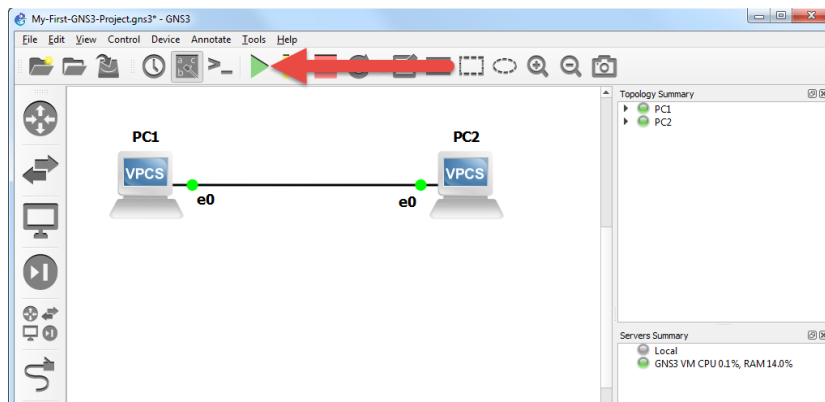 My-First-GNS3-Project.gns3* - GNS3
File Edit View Control Device Annotate Tools Help
Topology Summary
PC1
PC2
PC1
PC2
VPCS
VPCS
e0
e0
Servers Summary
Local
GNS3 VM CPU 0.1%, RAM 14.0%